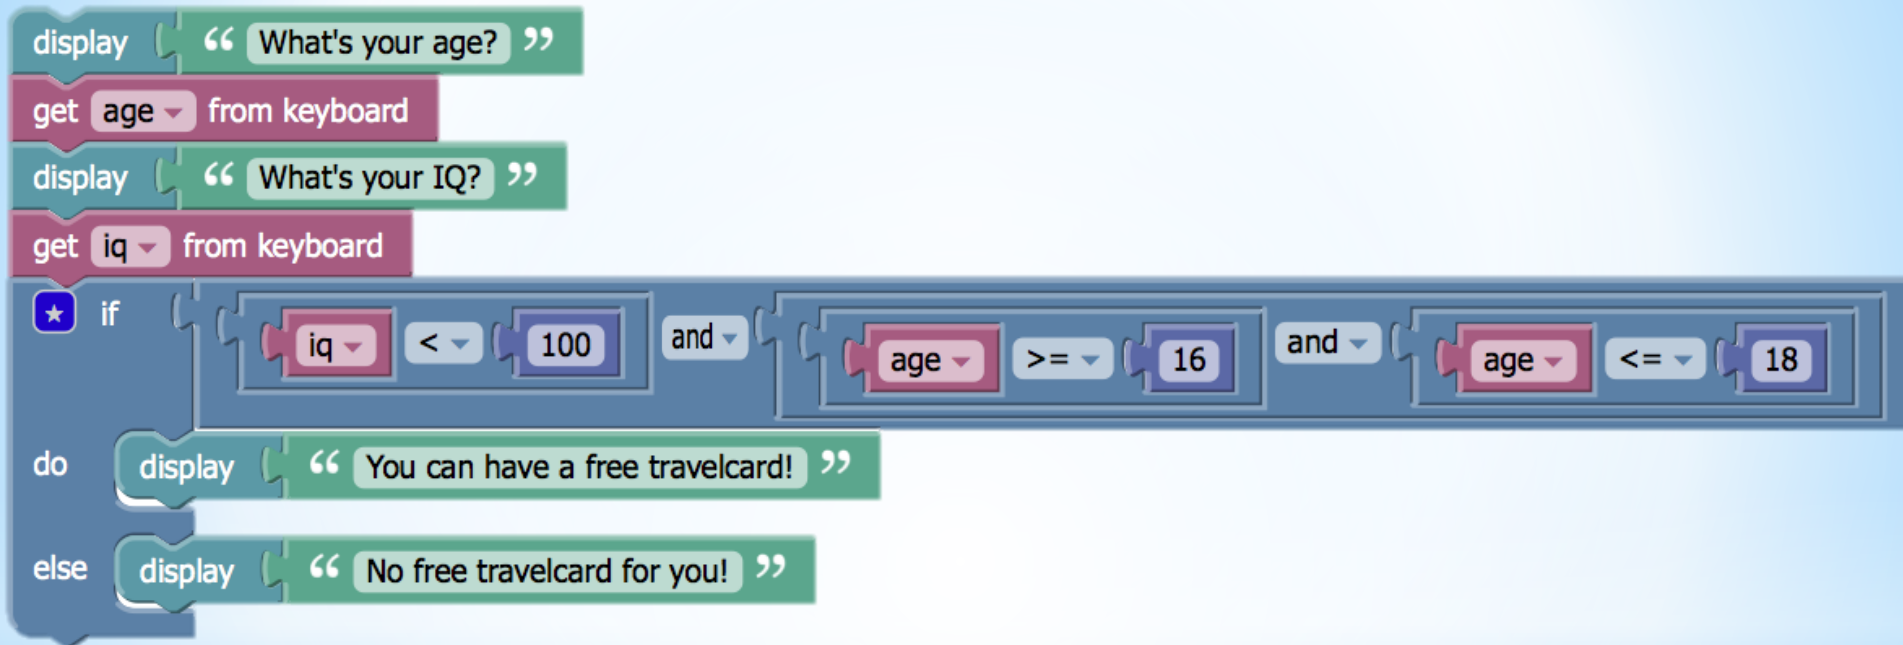 display “ What's your age? ”
get age from keyboard
display “ What's your IQ? ”
get iq from keyboard
if iq < 100 and age >= 16 and age <= 18
do display “ You can have a free travelcard! ”
else display “ No free travelcard for you! ”